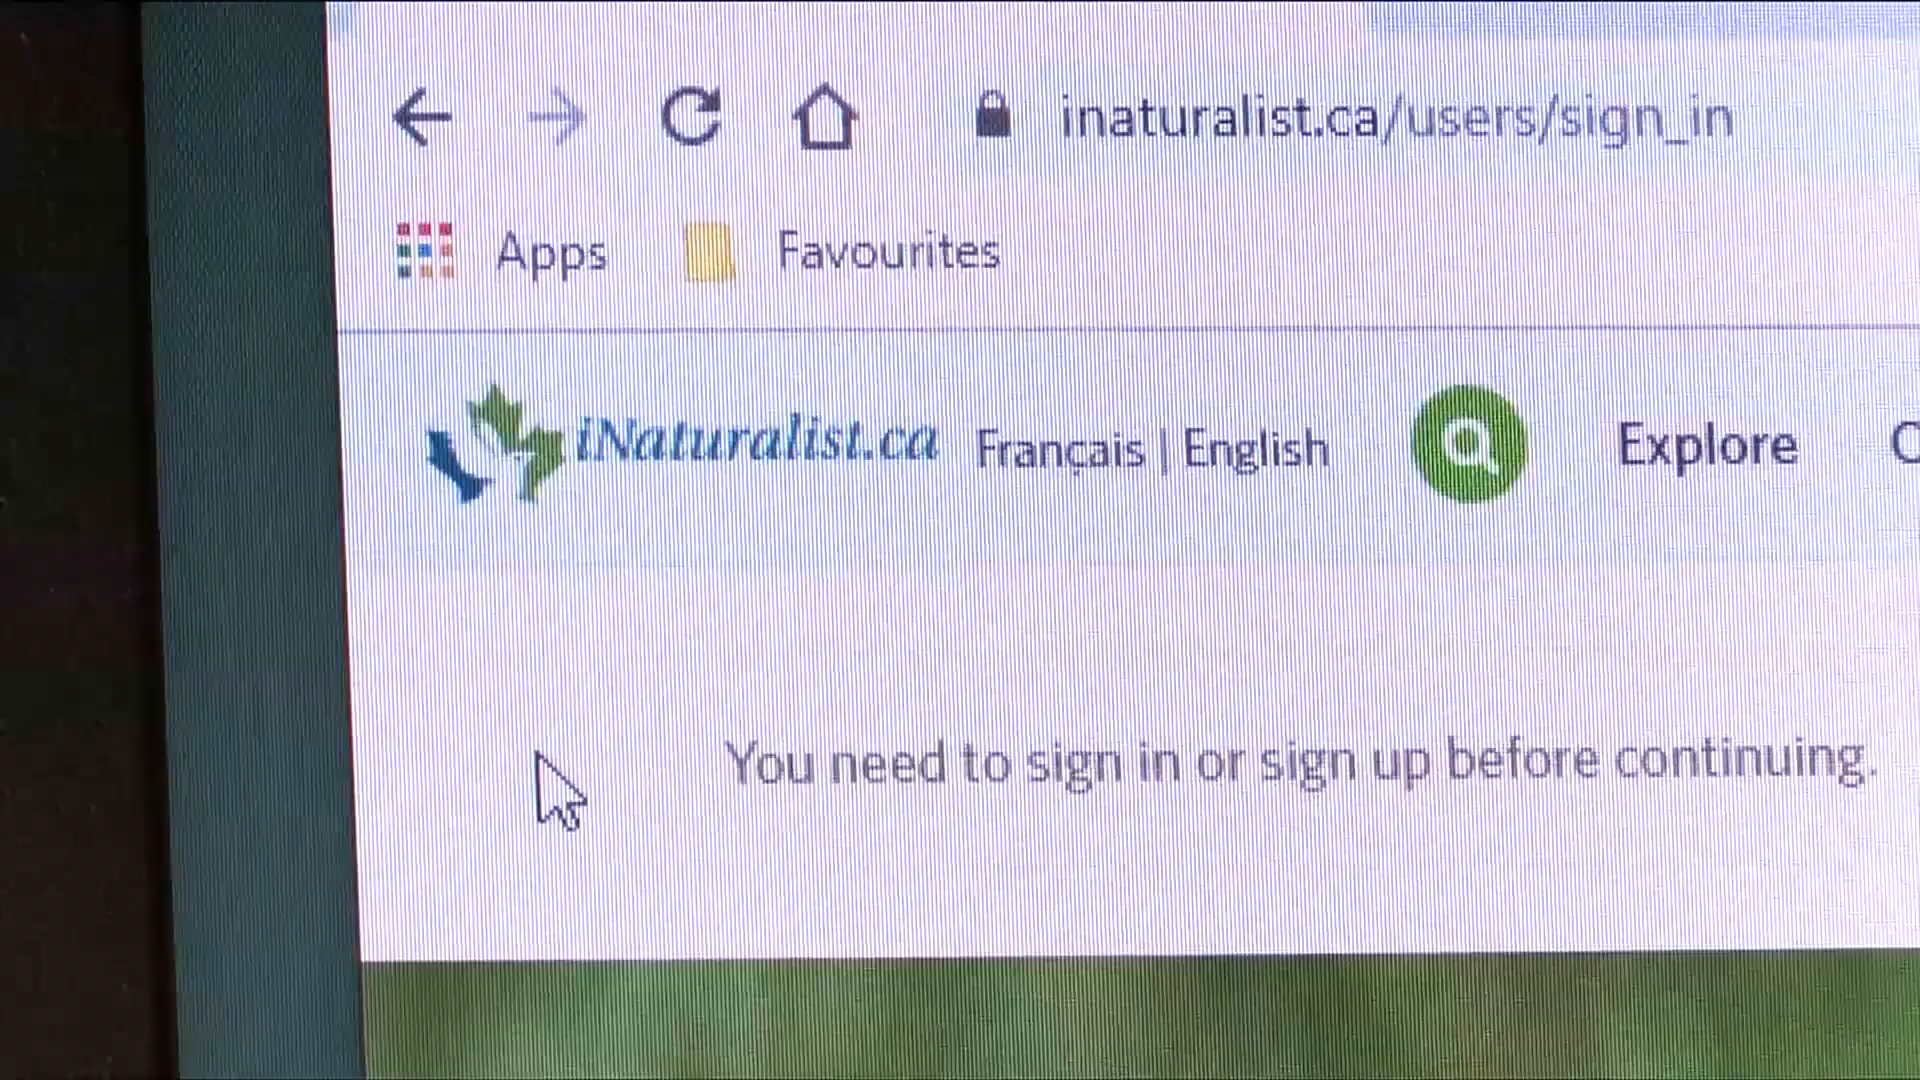 inaturalist.ca/users/sign_in
Apps Favourites
iNaturalist.ca Français | English Explore
You need to sign in or sign up before continuing.